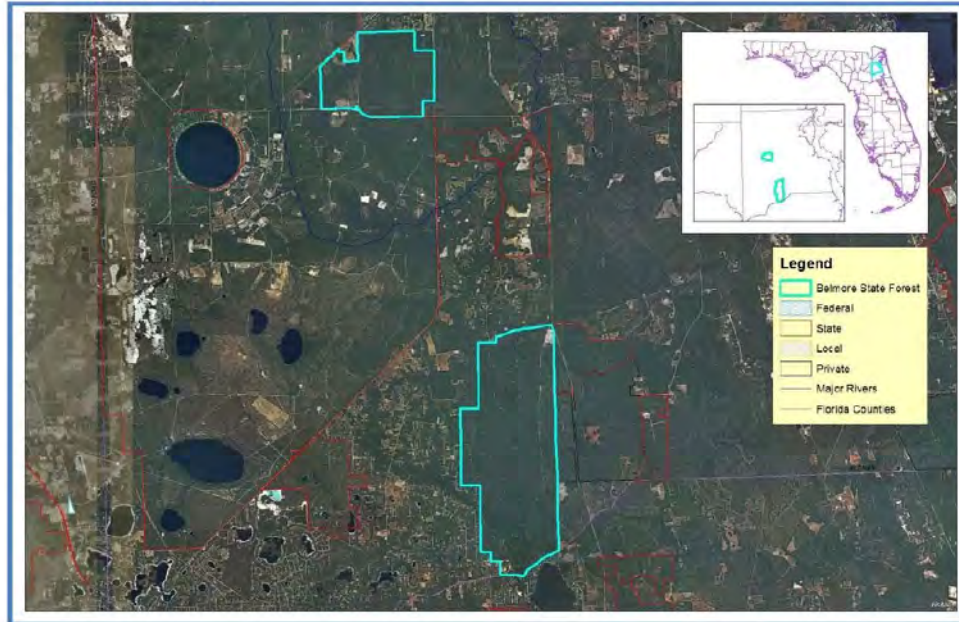 Legend
Belmore State Forest
Federal
State
Local
Private
Major Rivers
Florida Counties